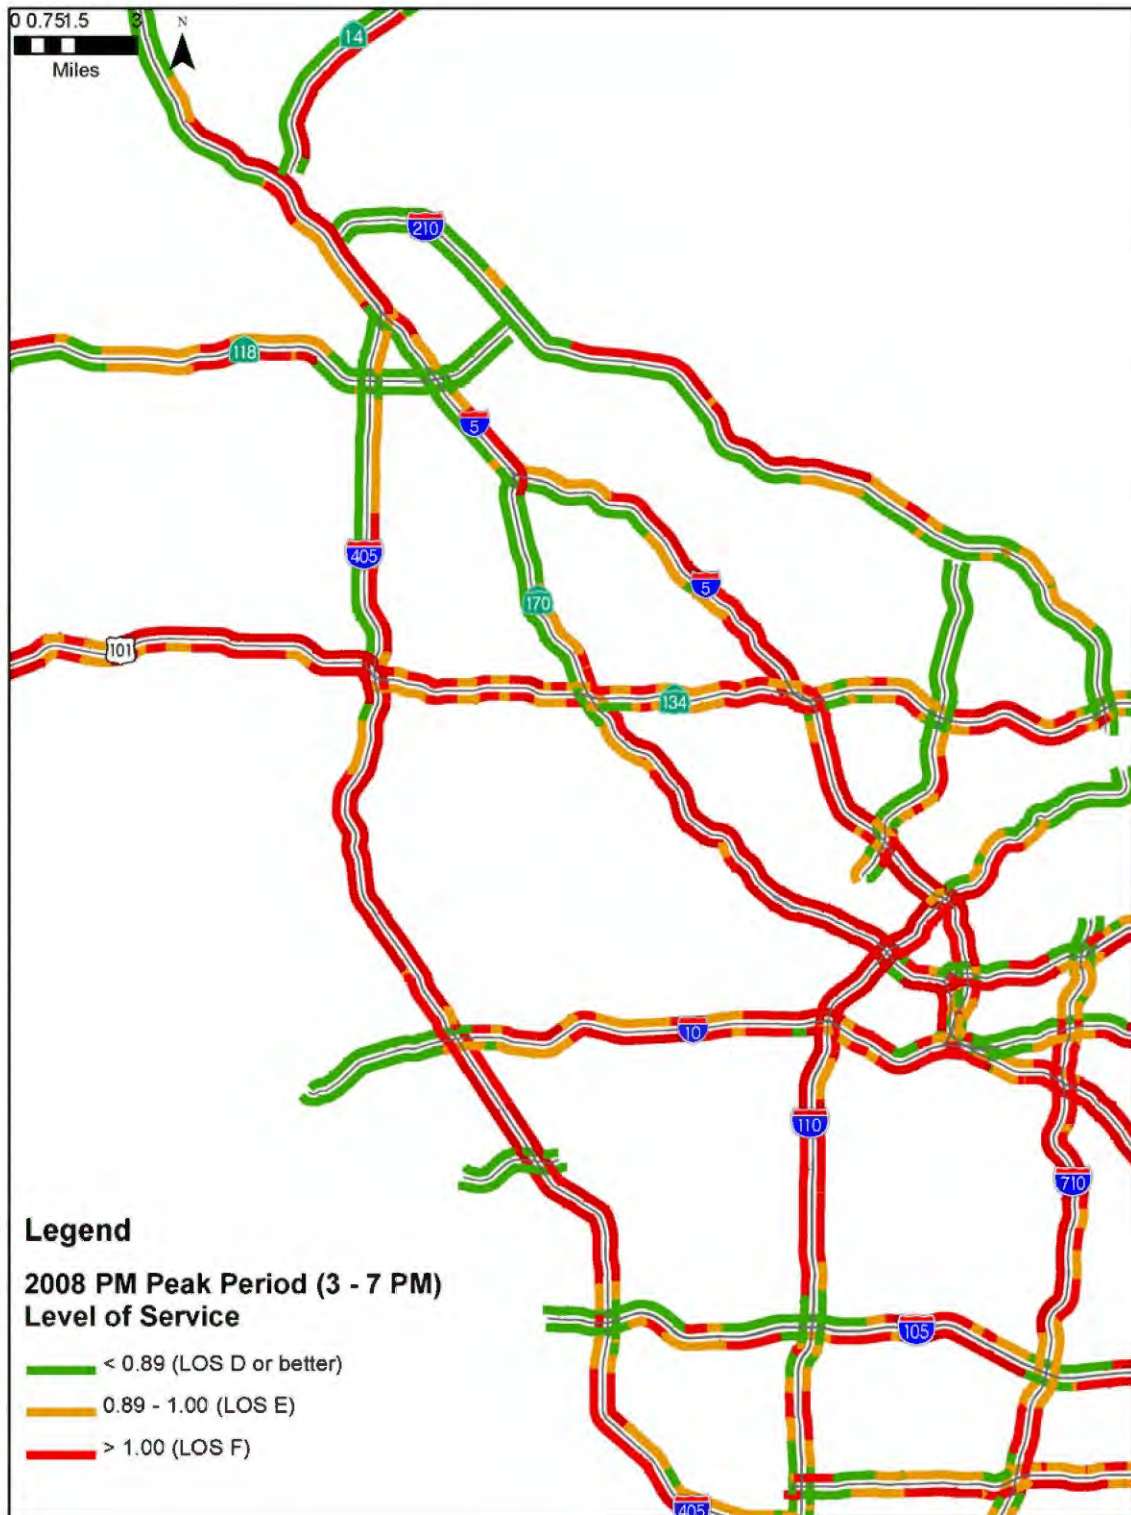 0 0.751.5 3
N
Miles
14
210
118
5
405
170
5
101
134
10
110
710
105
405
Legend
2008 PM Peak Period (3 - 7 PM)
Level of Service
< 0.89 (LOS D or better)
0.89 - 1.00 (LOS E)
> 1.00 (LOS F)